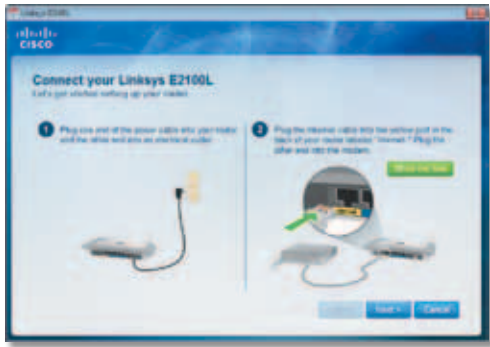 Linksys E2100L
CISCO
Connect your Linksys E2100L
Let's get started setting up your router.
1 Plug one end of the power cable into your router
and the other end into an electrical outlet.
2 Plug the Internet cable into the yellow port in the
back of your router labeled "Internet." Plug the
other end into the modem.
Show me how
Next >
Cancel